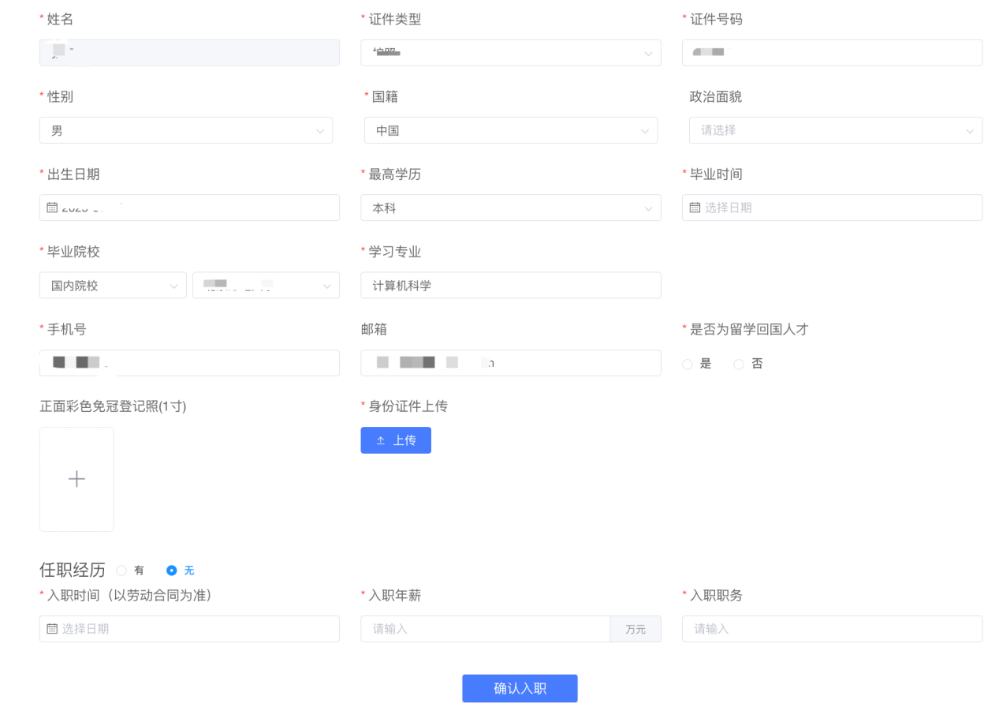 * 姓名 * 证件类型 * 证件号码
* 性别 * 国籍 政治面貌
男 中国 请选择
* 出生日期 * 最高学历 * 毕业时间
本科 选择日期
* 毕业院校 * 学习专业
国内院校 计算机科学
* 手机号 邮箱 * 是否为留学回国人才
是 否
正面彩色免冠登记照(1寸) * 身份证件上传
上传
任职经历 有 无
* 入职时间（以劳动合同为准） * 入职年薪 * 入职职务
选择日期 请输入 万元 请输入
确认入职